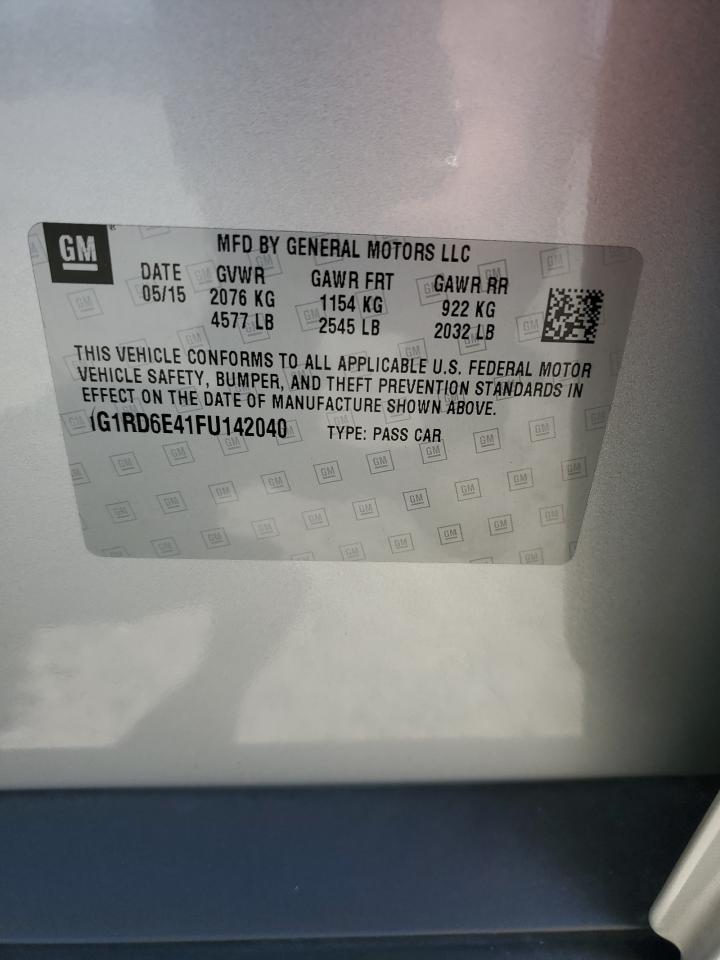 GM
MFD BY GENERAL MOTORS LLC
DATE GVWR GAWR FRT GAWR RR
05/15 2076 KG 1154 KG 922 KG
4577 LB 2545 LB 2032 LB
THIS VEHICLE CONFORMS TO ALL APPLICABLE U.S. FEDERAL MOTOR
VEHICLE SAFETY, BUMPER, AND THEFT PREVENTION STANDARDS IN
EFFECT ON THE DATE OF MANUFACTURE SHOWN ABOVE.
1G1RD6E41FU142040 TYPE: PASS CAR